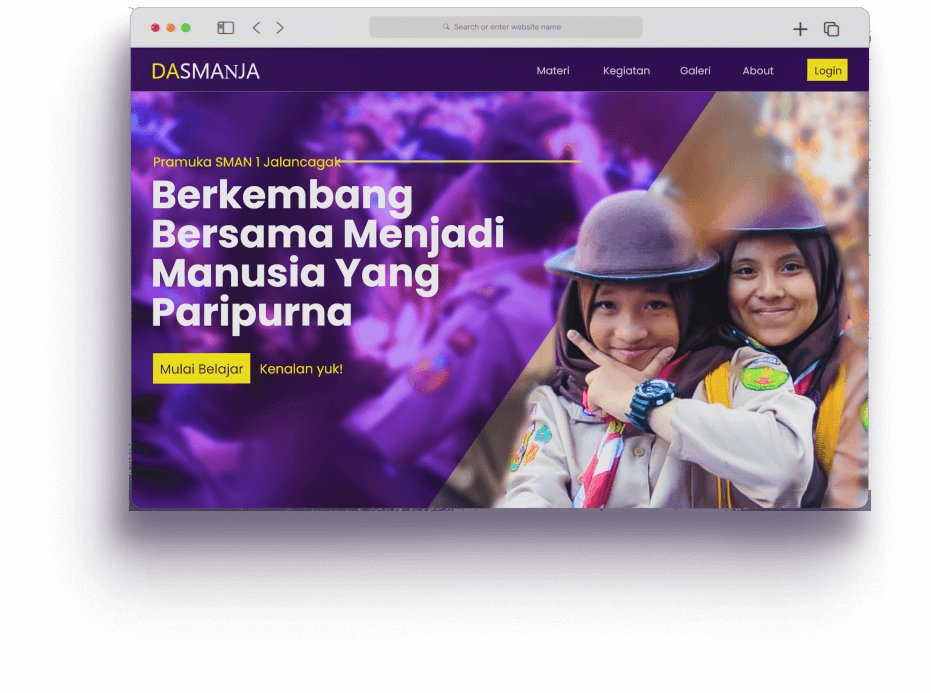 Search or enter website name
DASMANJA
Materi
Kegiatan
Galeri
About
Login
Pramuka SMAN 1 Jalancagak
Berkembang
Bersama Menjadi
Manusia Yang
Paripurna
Mulai Belajar
Kenalan yuk!